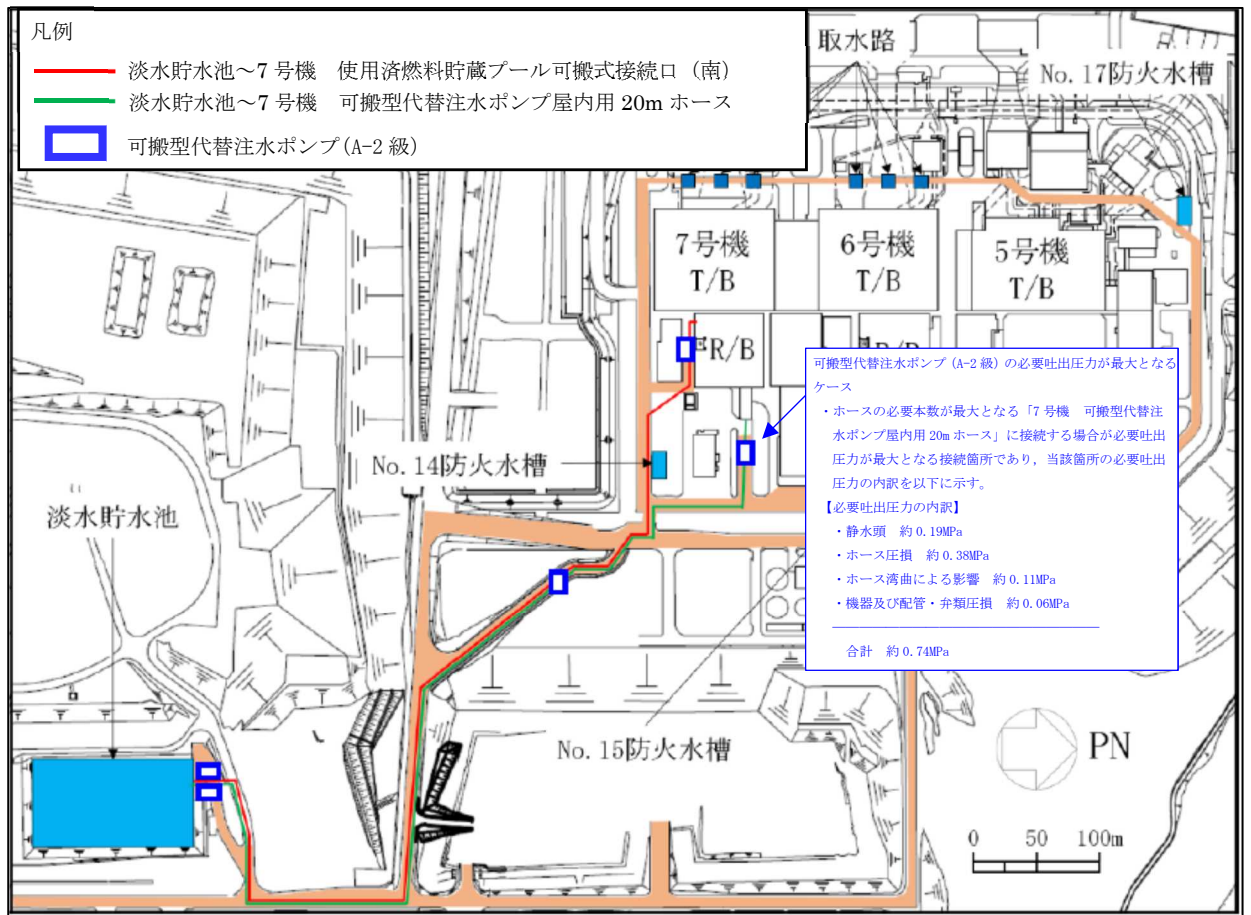 凡例
淡水貯水池～7 号機　使用済燃料貯蔵プール可搬式接続口（南）
淡水貯水池～7 号機　可搬型代替注水ポンプ屋内用 20m ホース
可搬型代替注水ポンプ(A-2 級)
取水路
No. 17防火水槽
7号機
T/B
6号機
T/B
5号機
T/B
R/B
可搬型代替注水ポンプ (A-2 級) の必要吐出圧力が最大となる
ケース
・ホースの必要本数が最大となる「7 号機　可搬型代替注
水ポンプ屋内用 20m ホース」に接続する場合が必要吐出
圧力が最大となる接続箇所であり，当該箇所の必要吐出
圧力の内訳を以下に示す。
【必要吐出圧力の内訳】
・静水頭　約 0.19MPa
・ホース圧損　約 0.38MPa
・ホース湾曲による影響　約 0.11MPa
・機器及び配管・弁類圧損　約 0.06MPa
合計　約 0.74MPa
No. 14防火水槽
淡水貯水池
No. 15防火水槽
PN
0 50 100m